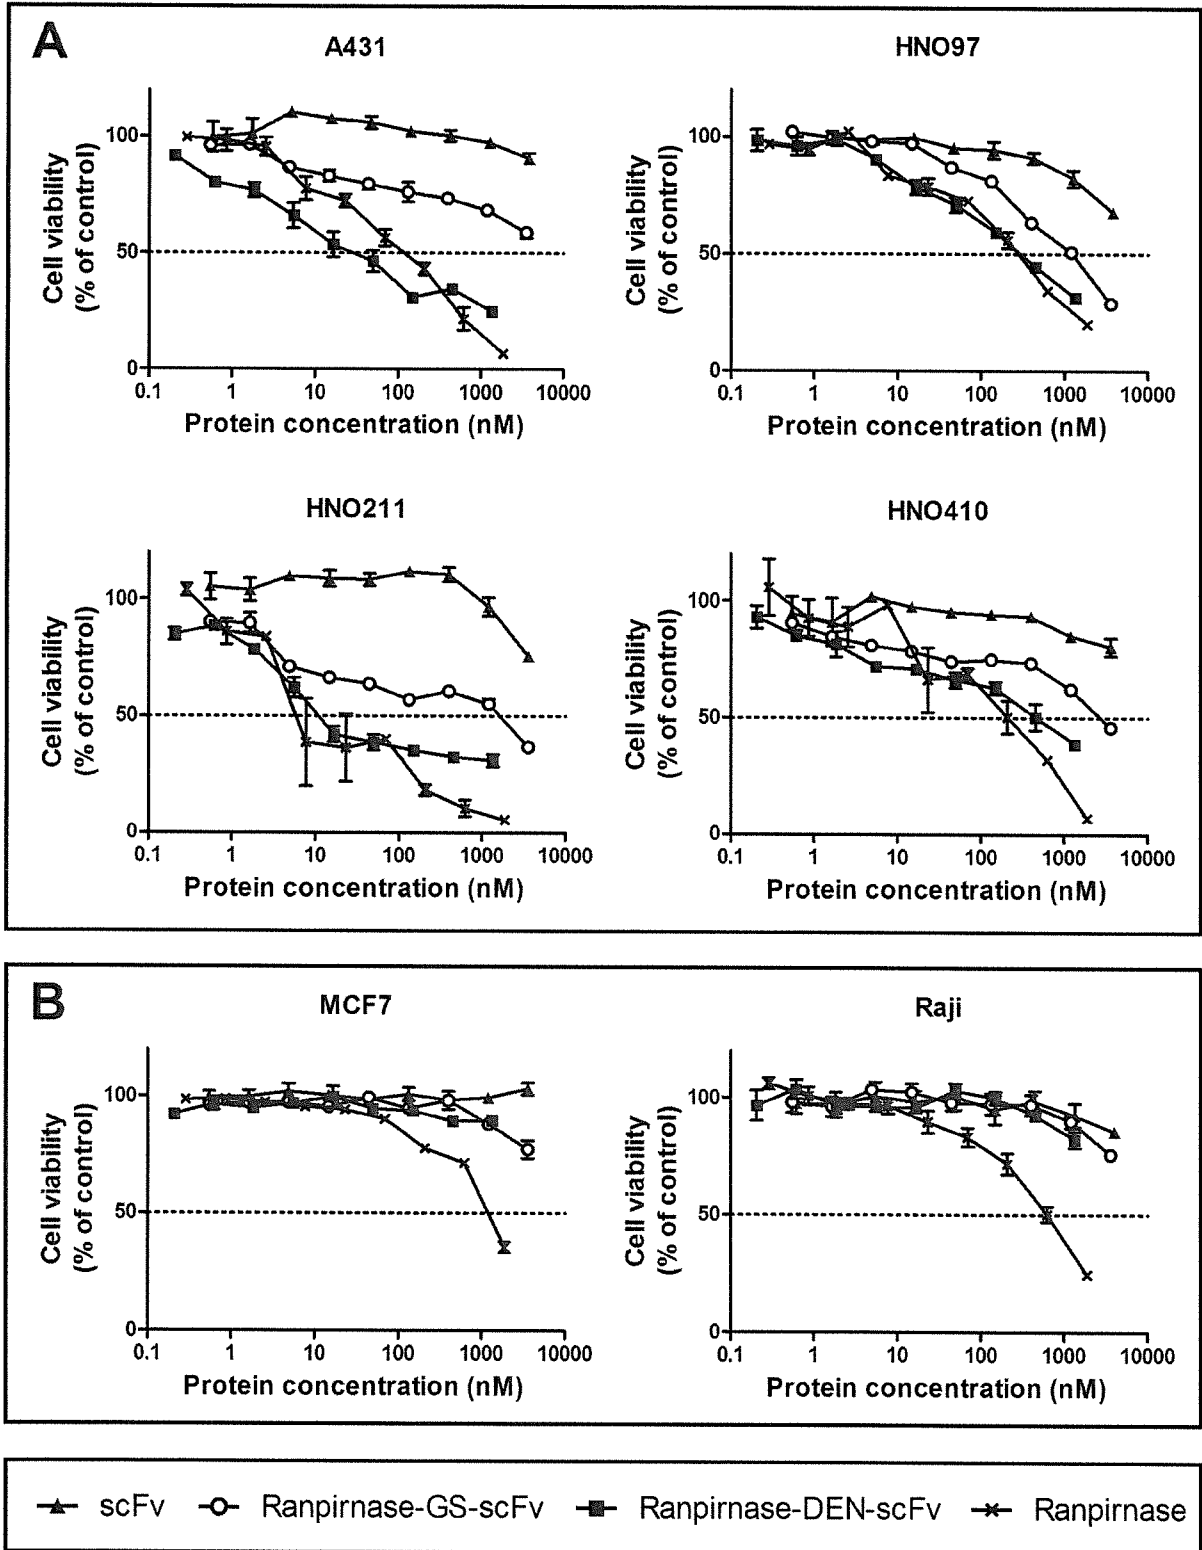 A
A431
HNO97
Cell viability
(% of control)
100
50
0
0.1 1 10 100 1000 10000
Protein concentration (nM)
Cell viability
(% of control)
100
50
0
0.1 1 10 100 1000 10000
Protein concentration (nM)
HNO211
HNO410
Cell viability
(% of control)
100
50
0
0.1 1 10 100 1000 10000
Protein concentration (nM)
Cell viability
(% of control)
100
50
0
0.1 1 10 100 1000 10000
Protein concentration (nM)
B
MCF7
Raji
Cell viability
(% of control)
100
50
0
0.1 1 10 100 1000 10000
Protein concentration (nM)
Cell viability
(% of control)
100
50
0
0.1 1 10 100 1000 10000
Protein concentration (nM)
scFv Ranpirnase-GS-scFv Ranpirnase-DEN-scFv Ranpirnase